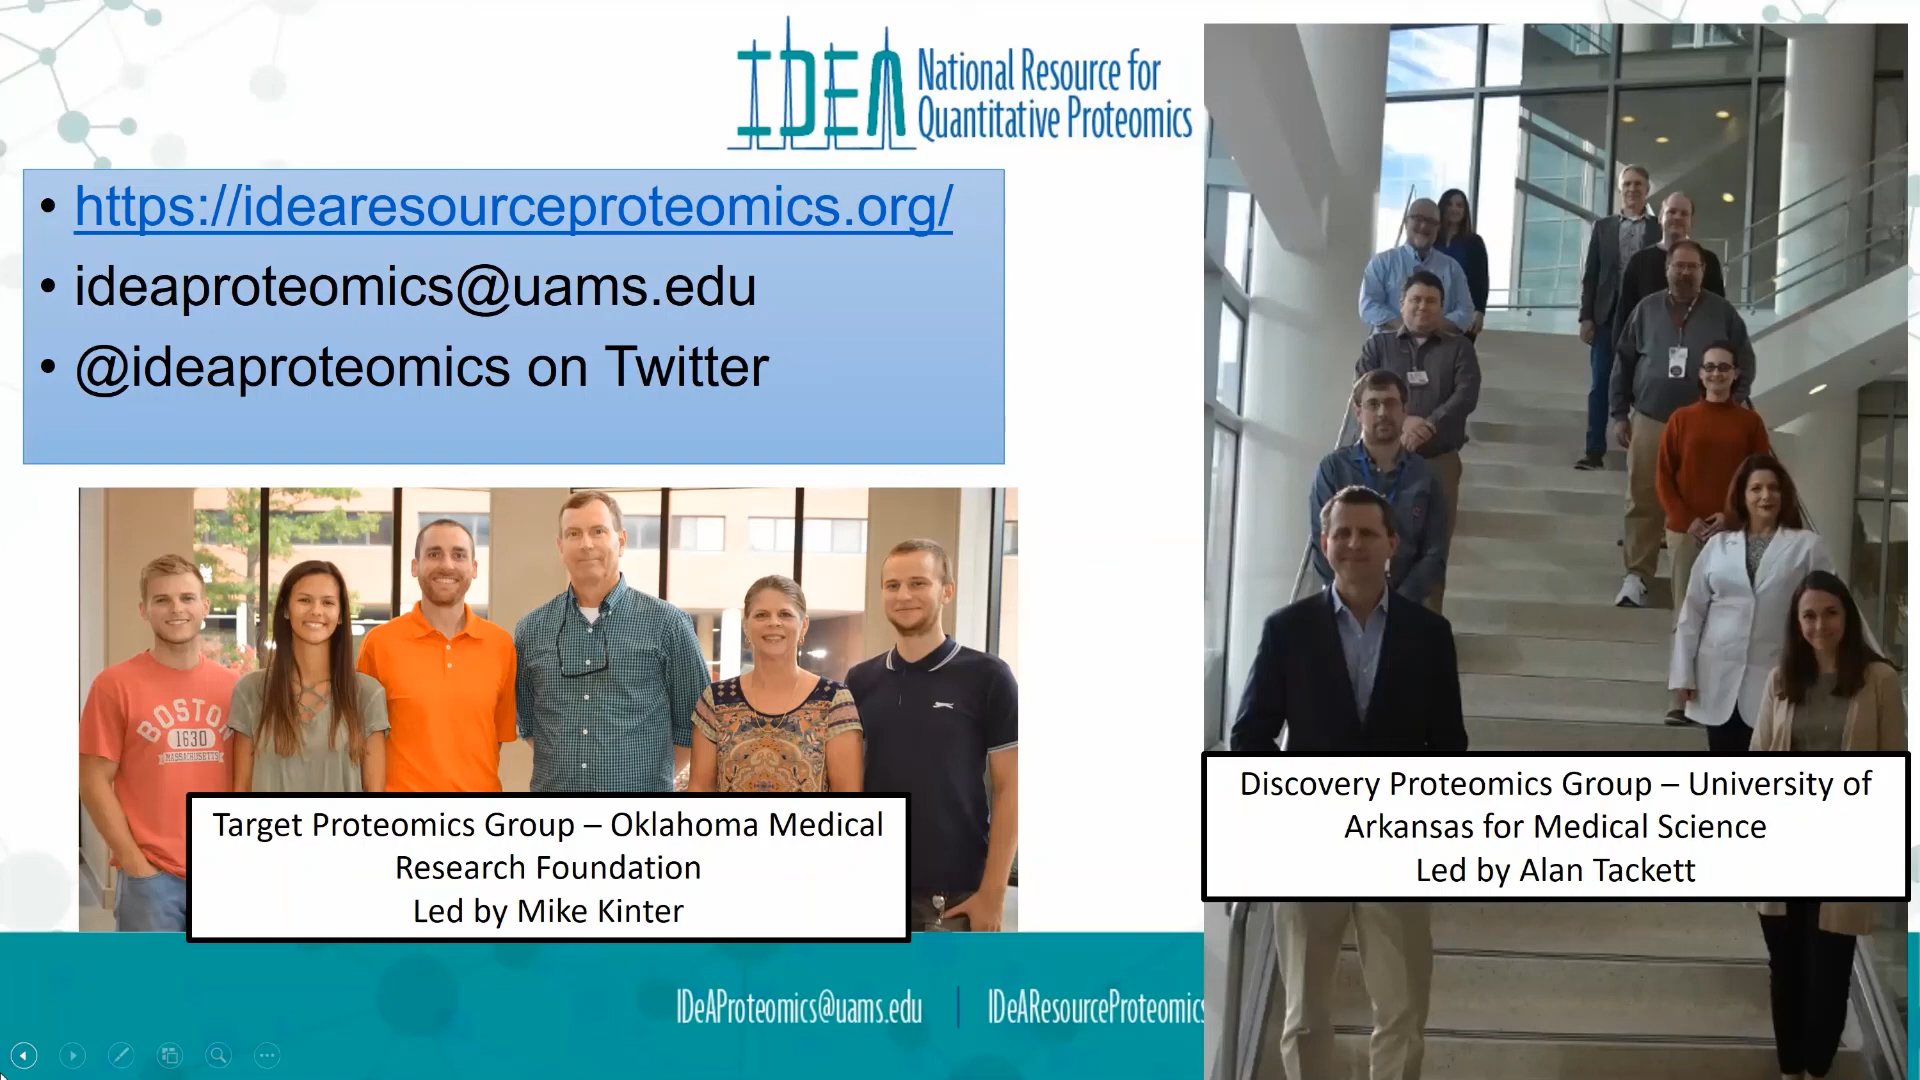 IDEA National Resource for
Quantitative Proteomics
• https://idearesourceproteomics.org/
• ideaproteomics@uams.edu
• @ideaproteomics on Twitter
BOSTON
1630
MASSACHUSETTS
Target Proteomics Group – Oklahoma Medical
Research Foundation
Led by Mike Kinter
Discovery Proteomics Group – University of
Arkansas for Medical Science
Led by Alan Tackett
IDeAProteomics@uams.edu | IDeAResourceProteomics